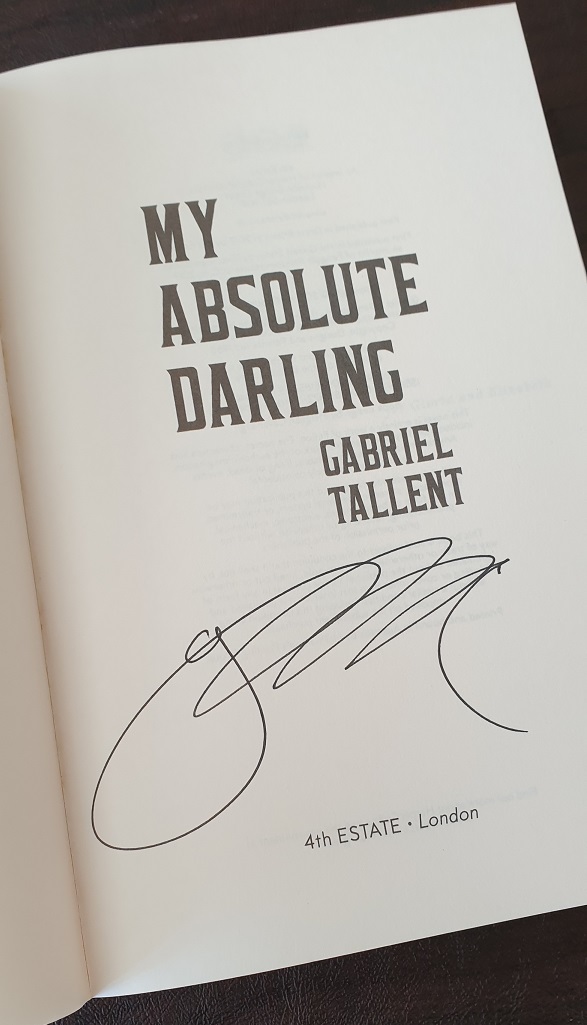 MY
ABSOLUTE
DARLING
GABRIEL
TALLENT
4th ESTATE • London